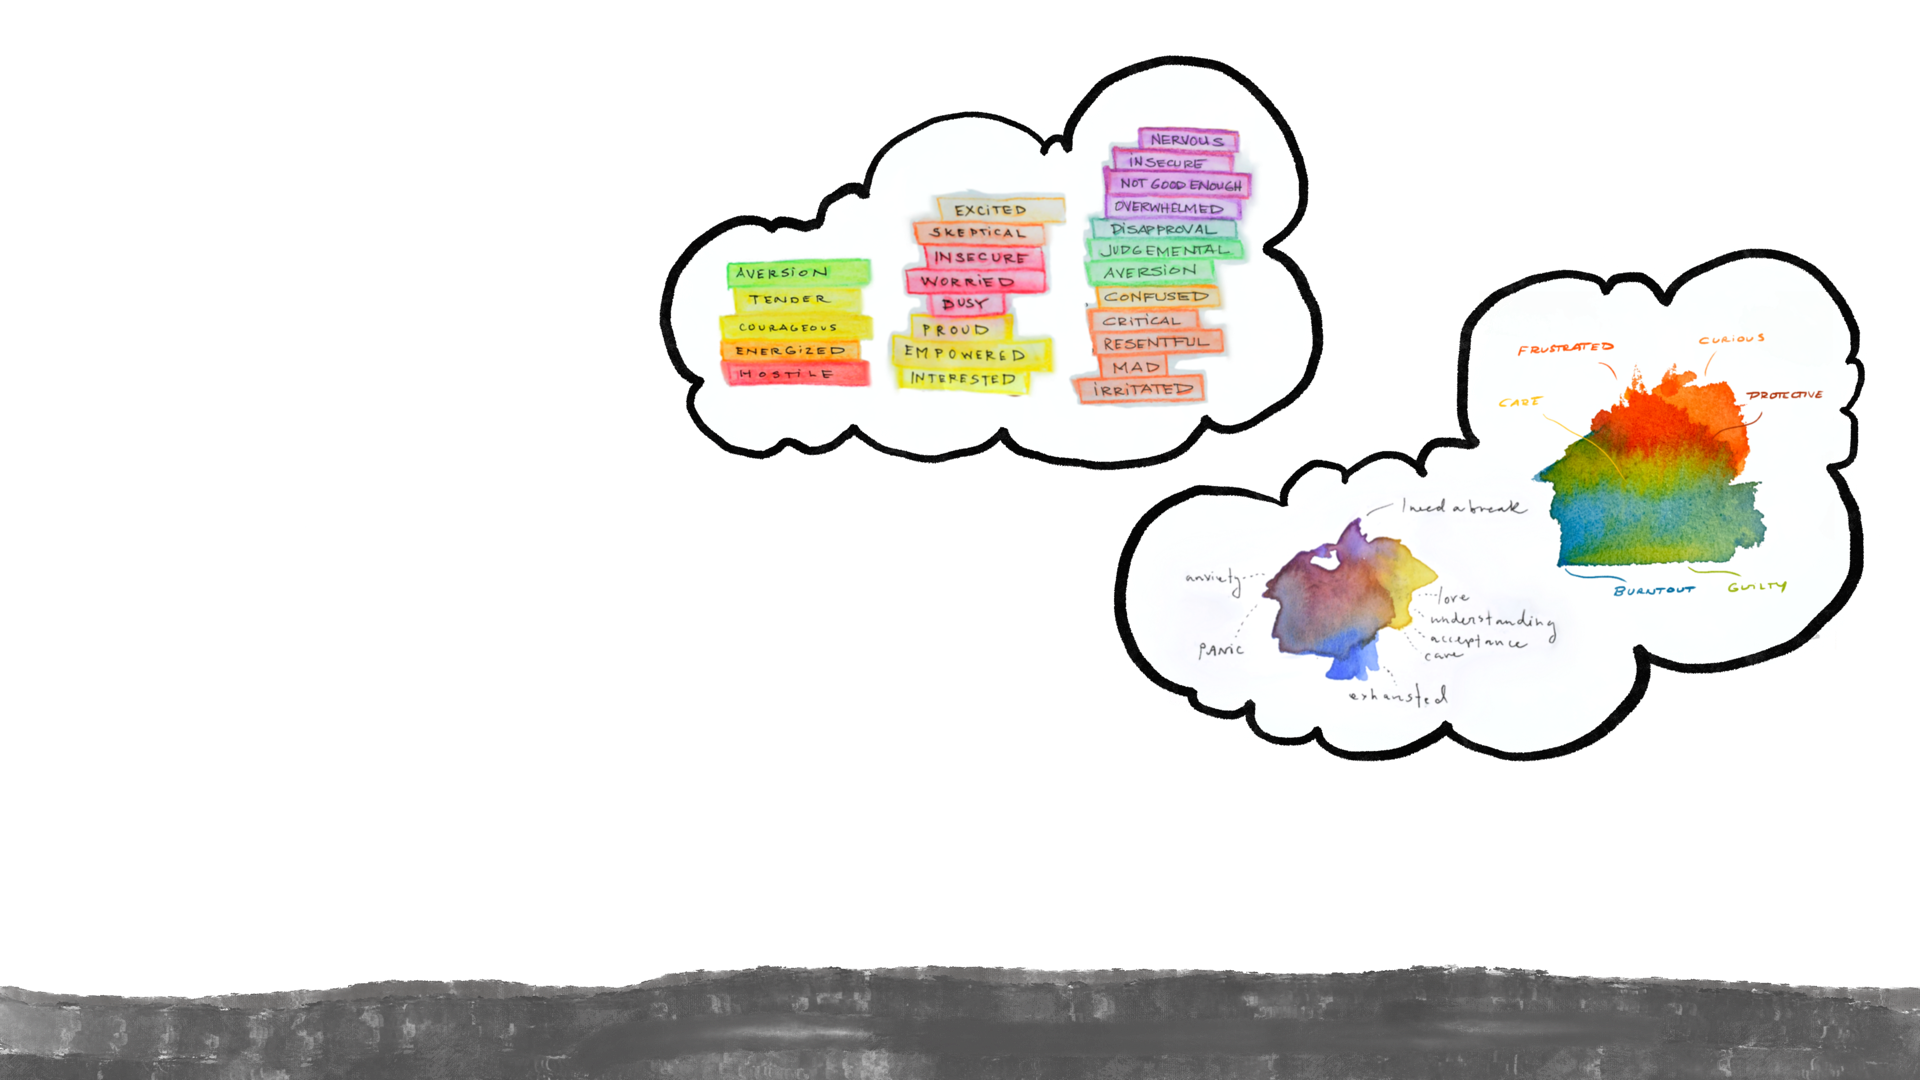 AVERSION
TENDER
COURAGEOUS
ENERGIZED
HOSTILE
EXCITED
SKEPTICAL
INSECURE
WORRIED
BUSY
PROUD
EMPOWERED
INTERESTED
NERVOUS
INSECURE
NOT GOOD ENOUGH
OVERWHELMED
DISAPPROVAL
JUDGEMENTAL
AVERSION
CONFUSED
CRITICAL
RESENTFUL
MAD
IRRITATED
FRUSTRATED
CURIOUS
CARE
PROTECTIVE
BURNTOUT
GUILTY
I need a break
anxiety
PANIC
love
understanding
acceptance
care
exhausted